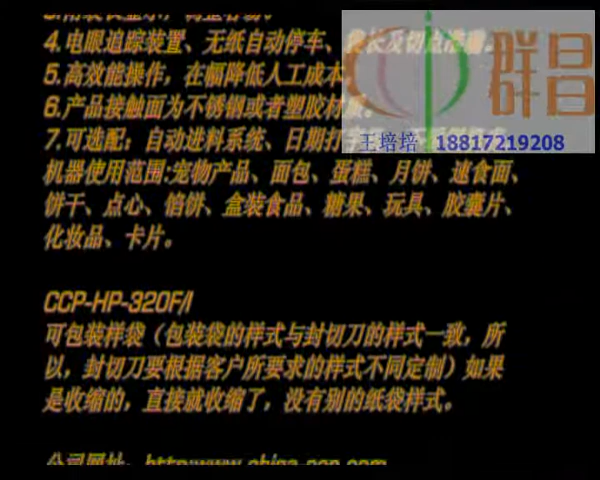 4.电眼追踪装置、无纸自动停车、
5.高效能操作，在幅降低人工成本
6.产品接触面为不锈钢或者塑胶材质。
7.可选配：自动进料系统、日期打
机器使用范围:宠物产品、面包、蛋糕、月饼、速食面、
饼干、点心、馅饼、盒装食品、糖果、玩具、胶囊片、
化妆品、卡片。
CCP-HP-320F/I
可包装样袋（包装袋的样式与封切刀的样式一致，所
以，封切刀要根据客户所要求的样式不同定制）如果
是收缩的，直接就收缩了，没有别的纸袋样式。
公司网址：
群昌
王培培 18817219208